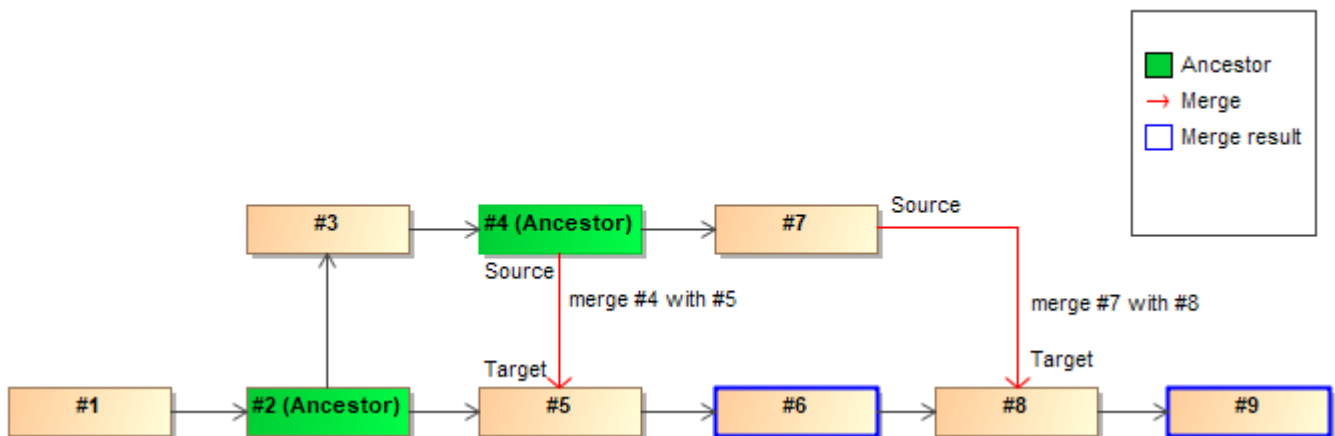 Ancestor
Merge
Merge result
#3
#4 (Ancestor)
#7
Source
Source
merge #4 with #5
merge #7 with #8
Target
Target
#1
#2 (Ancestor)
#5
#6
#8
#9